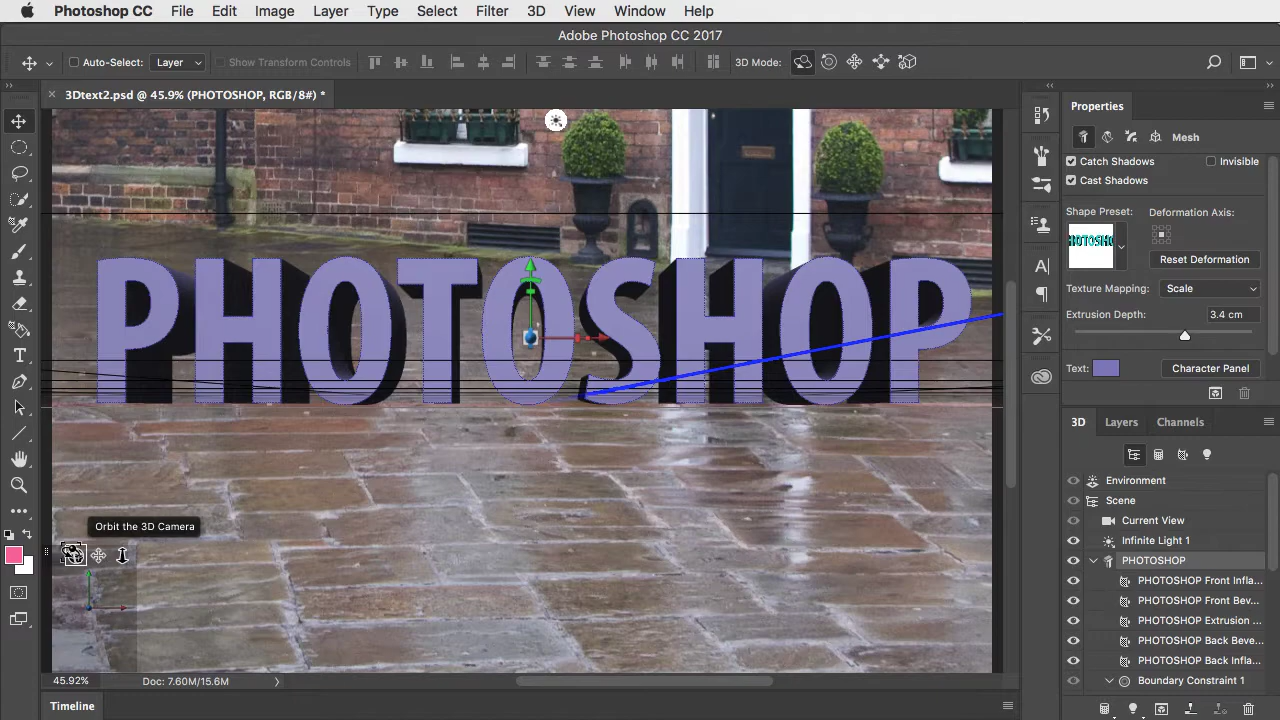 Photoshop CC File Edit Image Layer Type Select Filter 3D View Window Help
Adobe Photoshop CC 2017
Auto-Select: Layer Show Transform Controls 3D Mode:
3Dtext2.psd @ 45.9% (PHOTOSHOP, RGB/8#) *
Properties
Mesh
Catch Shadows Invisible
Cast Shadows
Shape Preset: Deformation Axis:
Reset Deformation
Texture Mapping: Scale
Extrusion Depth: 3.4 cm
Text: Character Panel
PHOTOSHOP
3D Layers Channels
Environment
Scene
Current View
Infinite Light 1
PHOTOSHOP
PHOTOSHOP Front Infla...
PHOTOSHOP Front Bev...
PHOTOSHOP Extrusion ...
PHOTOSHOP Back Beve...
PHOTOSHOP Back Infla...
Boundary Constraint 1
Orbit the 3D Camera
45.92% Doc: 7.60M/15.6M
Timeline